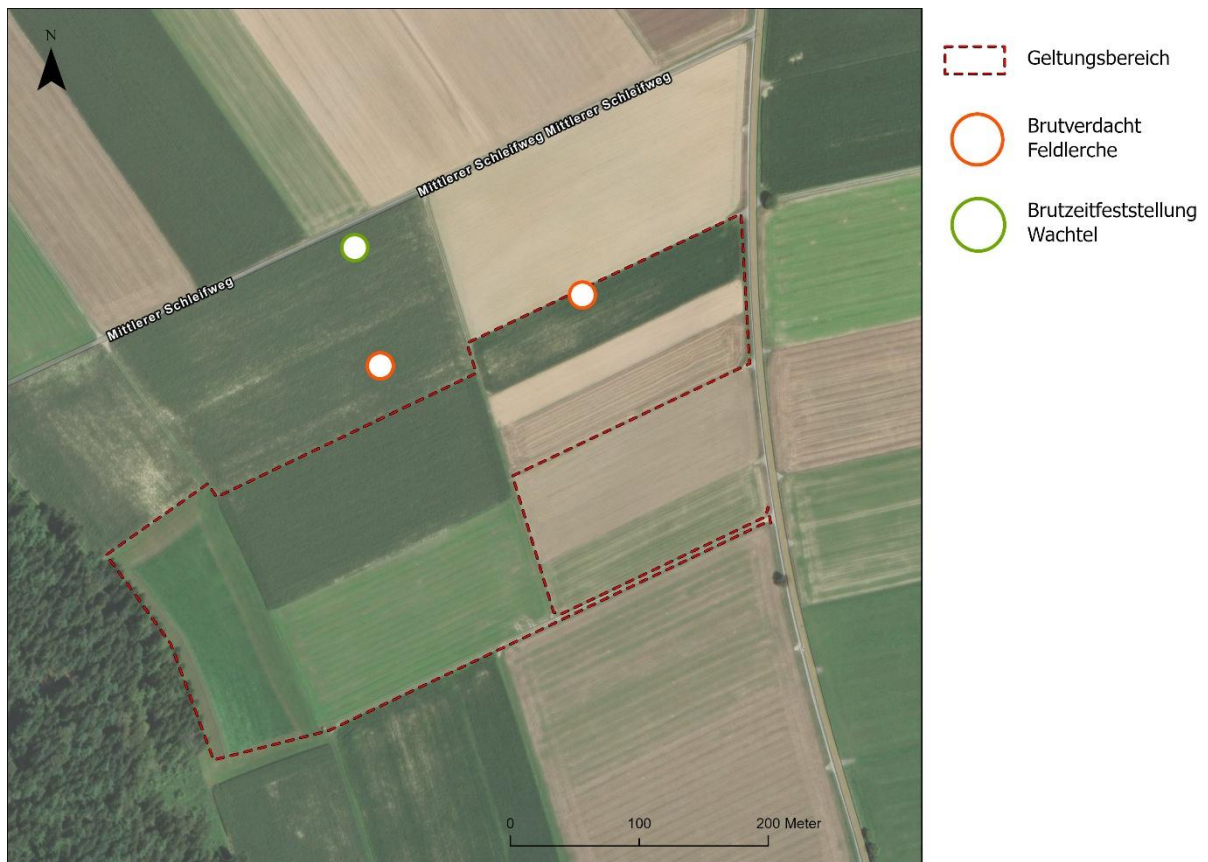 N
Mittlerer Schleifweg Mittlerer Schleifweg
Mittlerer Schleifweg
0 100 200 Meter
Geltungsbereich
Brutverdacht
Feldlerche
Brutzeitfeststellung
Wachtel